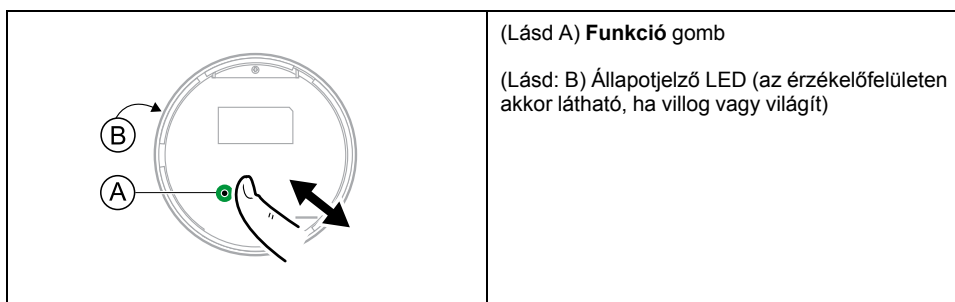 B
A
(Lásd A) Funkció gomb
(Lásd: B) Állapotjelző LED (az érzékelőfelületen
akkor látható, ha villog vagy világít)